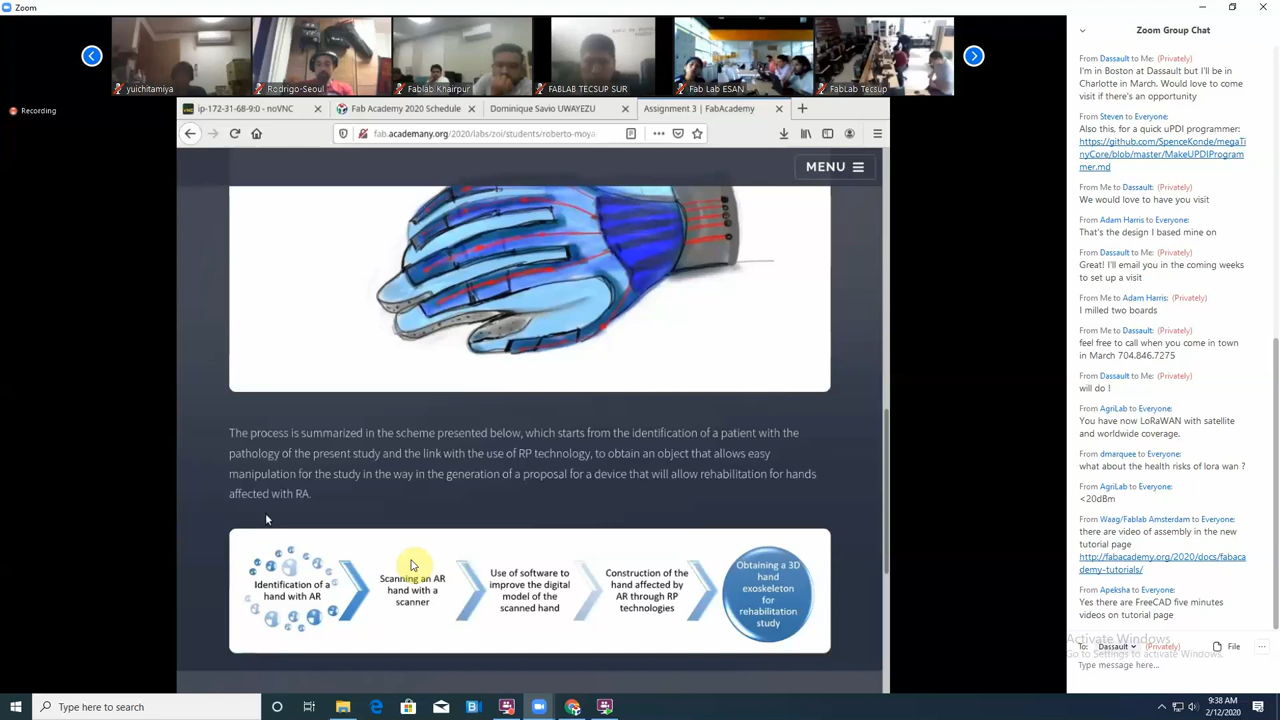 Zoom
yuichitamiya
Rodrigo-Seoul
Fablab Khairpur
FABLAB TECSUP SUR
Fab Lab ESAN
FabLab Tecsup
Recording
ip-172-31-68-9:0 - noVNC
Fab Academy 2020 Schedule
Dominique Savio UWAYEZU
Assignment 3 | FabAcademy
fab.academany.org/2020/labs/zoi/students/roberto-moya
MENU
The process is summarized in the scheme presented below, which starts from the identification of a patient with the
pathology of the present study and the link with the use of RP technology, to obtain an object that allows easy
manipulation for the study in the way in the generation of a proposal for a device that will allow rehabilitation for hands
affected with RA.
Identification of a
hand with AR
Scanning an AR
hand with a
scanner
Use of software to
improve the digital
model of the
scanned hand
Construction of the
hand affected by
AR through RP
technologies
Obtaining a 3D
hand
exoskeleton
for
rehabilitation
study
Zoom Group Chat
From Dassault to Me: (Privately)
I'm in Boston at Dassault but I'll be in
Charlotte in March. Would love to come
visit if there's an opportunity
From Steven to Everyone:
Also this, for a quick uPDI programmer:
https://github.com/SpenceKonde/megaTi
nyCore/blob/master/MakeUPDIProgram
mer.md
From Me to Dassault: (Privately)
We would love to have you visit
From Adam Harris to Everyone:
That's the design I based mine on
From Dassault to Me: (Privately)
Great! I'll email you in the coming weeks
to set up a visit
From Me to Adam Harris: (Privately)
I milled two boards
From Me to Dassault: (Privately)
feel free to call when you come in town
in March 704.846.7275
From Dassault to Me: (Privately)
will do !
From AgriLab to Everyone:
You have now LoRaWAN with satellite
and worldwide coverage.
From dmarquee to Everyone:
what about the health risks of lora wan ?
From AgriLab to Everyone:
<20dBm
From Waag/Fablab Amsterdam to Everyone:
there are video of assembly in the new
tutorial page
http://fabacademy.org/2020/docs/fabaca
demy-tutorials/
From Apeksha to Everyone:
Yes there are FreeCAD five minutes
videos on tutorial page
Activate Windows
Go to Settings to activate Windows.
To: Dassault (Privately)
File
Type message here...
Type here to search
9:38 AM
2/12/2020